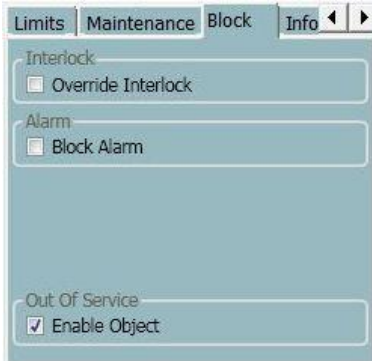 Limits Maintenance Block Info
Interlock
Override Interlock
Alarm
Block Alarm
Out Of Service
Enable Object